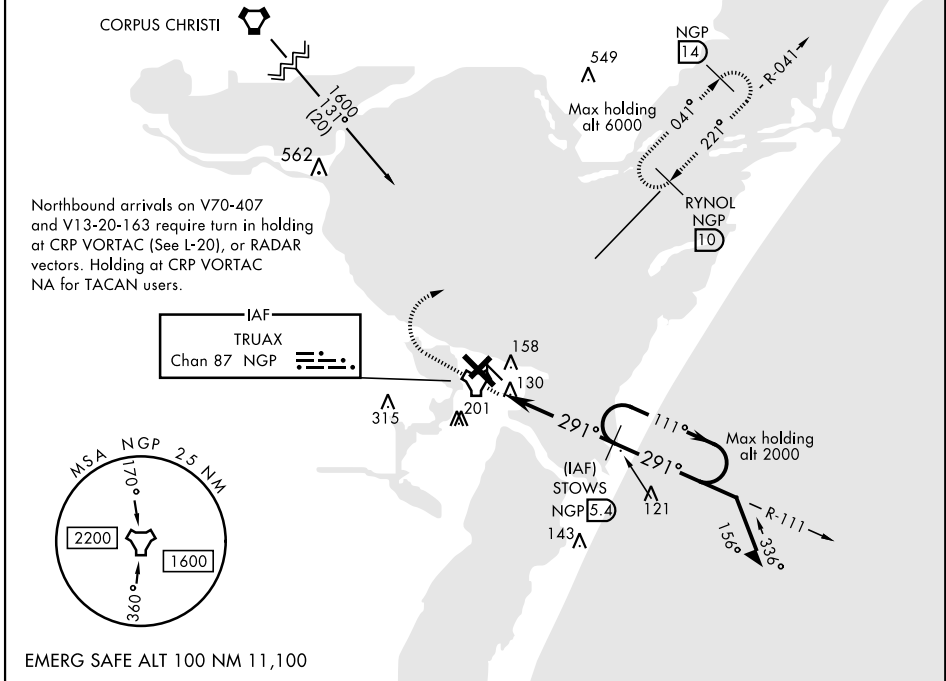 CORPUS CHRISTI
1600
131°
(20)
562
549
Max holding
alt 6000
NGP
14
R-041
041°
221°
RYNOL
NGP
10
Northbound arrivals on V70-407
and V13-20-163 require turn in holding
at CRP VORTAC (See L-20), or RADAR
vectors. Holding at CRP VORTAC
NA for TACAN users.
IAF
TRUAX
Chan 87 NGP
158
130
201
315
291°
111°
291°
Max holding
alt 2000
(IAF)
STOWS
NGP 5.4
121
143
R-111
156°
336°
MSA NGP 25 NM
170°
2200
1600
360°
EMERG SAFE ALT 100 NM 11,100